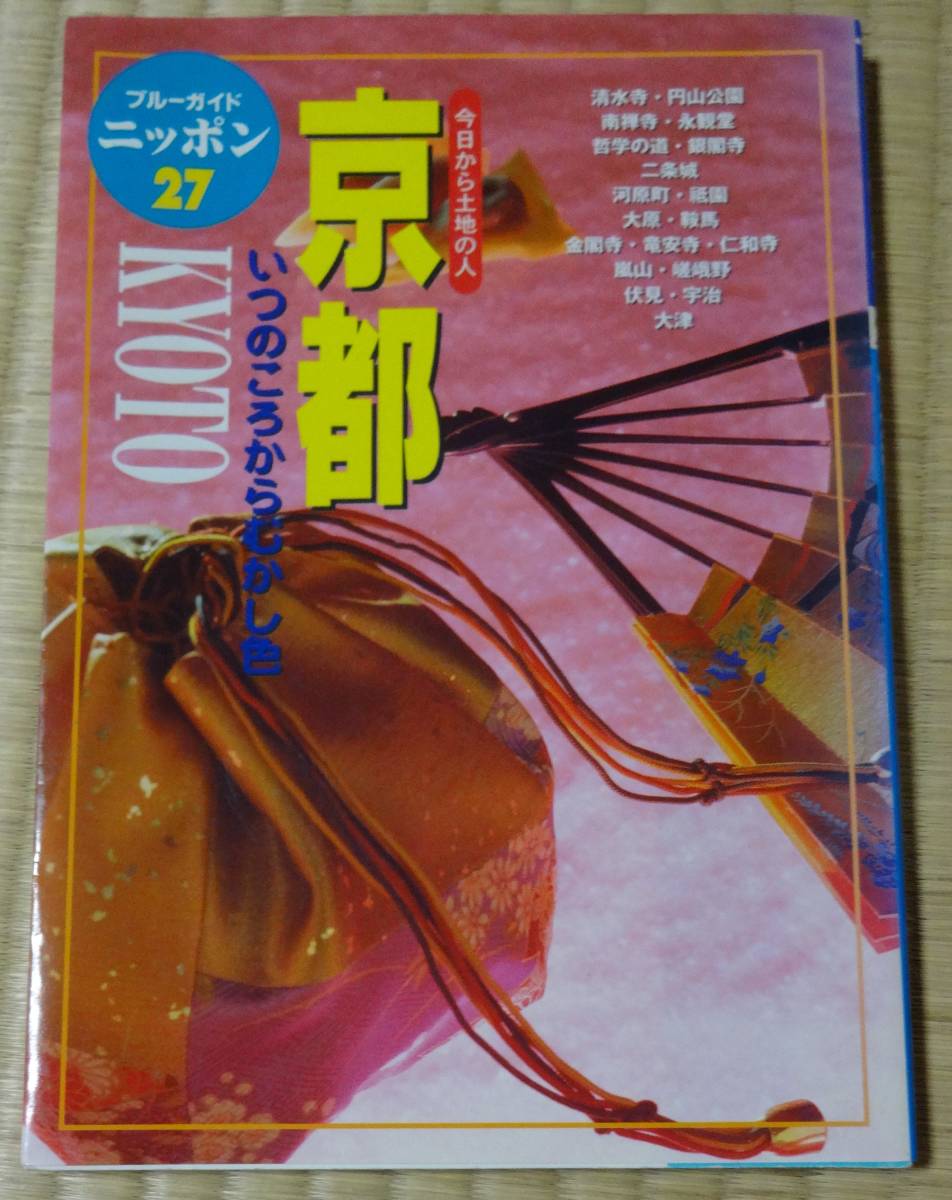 ブルーガイド
ニッポン
27
KYOTO
京都
今日から土地の人
いつのころからむかし色
清水寺・円山公園
南禅寺・永観堂
哲学の道・銀閣寺
二条城
河原町・祇園
大原・鞍馬
金閣寺・竜安寺・仁和寺
嵐山・嵯峨野
伏見・宇治
大津